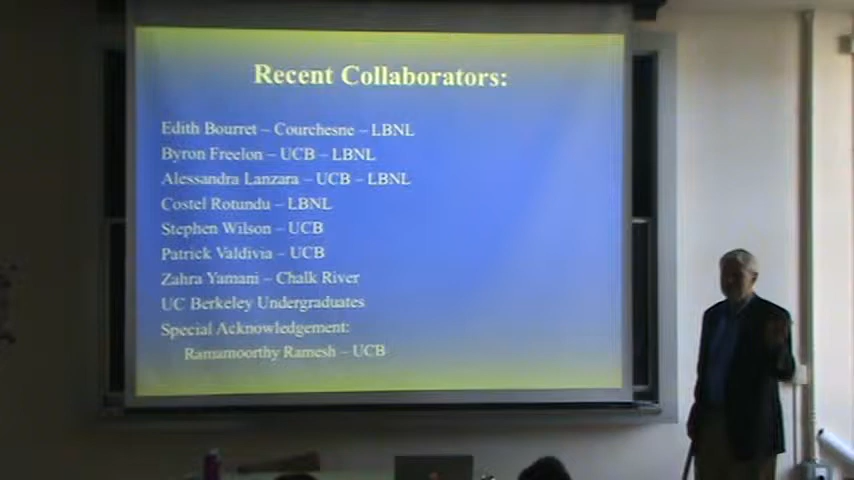 Recent Collaborators:
Edith Bourret – Courchesne – LBNL
Byron Freelon – UCB – LBNL
Alessandra Lanzara – UCB – LBNL
Costel Rotundu – LBNL
Stephen Wilson – UCB
Patrick Valdivia – UCB
Zahra Yamani – Chalk River
UC Berkeley Undergraduates
Special Acknowledgement:
Ramamoorthy Ramesh – UCB